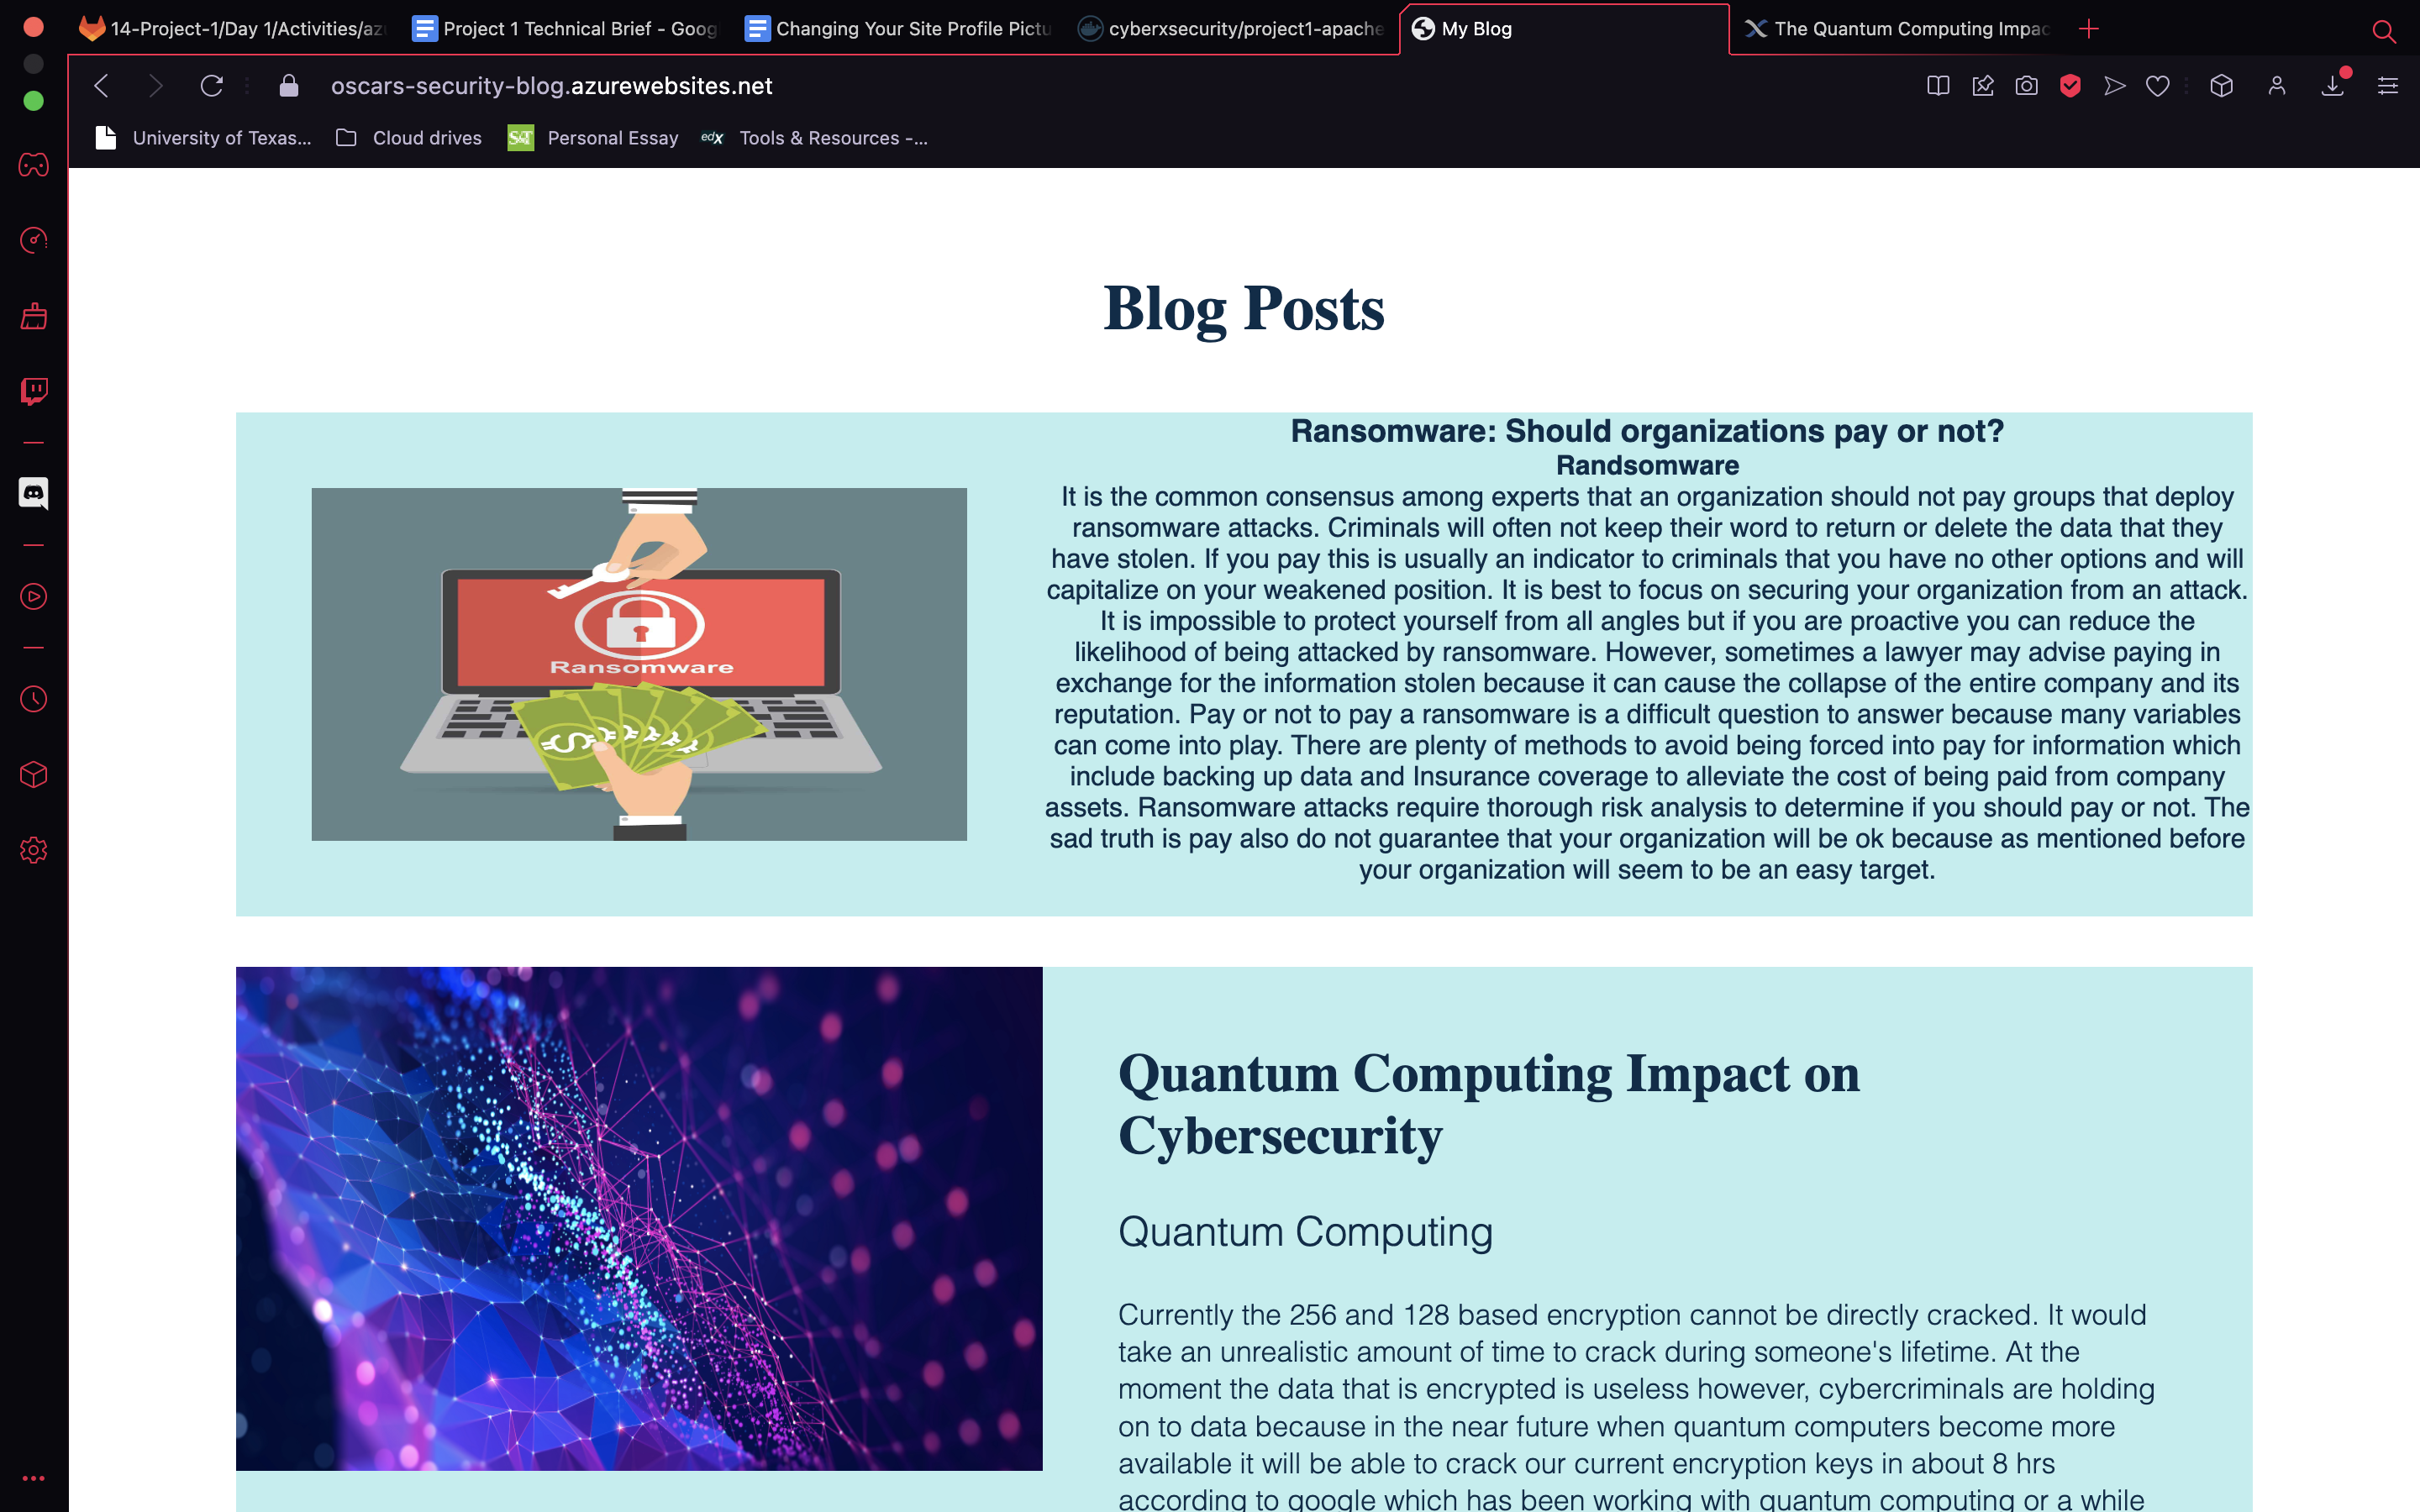 14-Project-1/Day 1/Activities/az
Project 1 Technical Brief - Goog
Changing Your Site Profile Pictu
cyberxsecurity/project1-apache
My Blog
The Quantum Computing Impac
oscars-security-blog.azurewebsites.net
University of Texas...
Cloud drives
S&T
Personal Essay
edX
Tools & Resources -...
Blog Posts
Ransomware: Should organizations pay or not?
Randsomware
It is the common consensus among experts that an organization should not pay groups that deploy
ransomware attacks. Criminals will often not keep their word to return or delete the data that they
have stolen. If you pay this is usually an indicator to criminals that you have no other options and will
capitalize on your weakened position. It is best to focus on securing your organization from an attack.
It is impossible to protect yourself from all angles but if you are proactive you can reduce the
likelihood of being attacked by ransomware. However, sometimes a lawyer may advise paying in
exchange for the information stolen because it can cause the collapse of the entire company and its
reputation. Pay or not to pay a ransomware is a difficult question to answer because many variables
can come into play. There are plenty of methods to avoid being forced into pay for information which
include backing up data and Insurance coverage to alleviate the cost of being paid from company
assets. Ransomware attacks require thorough risk analysis to determine if you should pay or not. The
sad truth is pay also do not guarantee that your organization will be ok because as mentioned before
your organization will seem to be an easy target.
Ransomware
Quantum Computing Impact on
Cybersecurity
Quantum Computing
Currently the 256 and 128 based encryption cannot be directly cracked. It would
take an unrealistic amount of time to crack during someone's lifetime. At the
moment the data that is encrypted is useless however, cybercriminals are holding
on to data because in the near future when quantum computers become more
available it will be able to crack our current encryption keys in about 8 hrs
according to google which has been working with quantum computing or a while